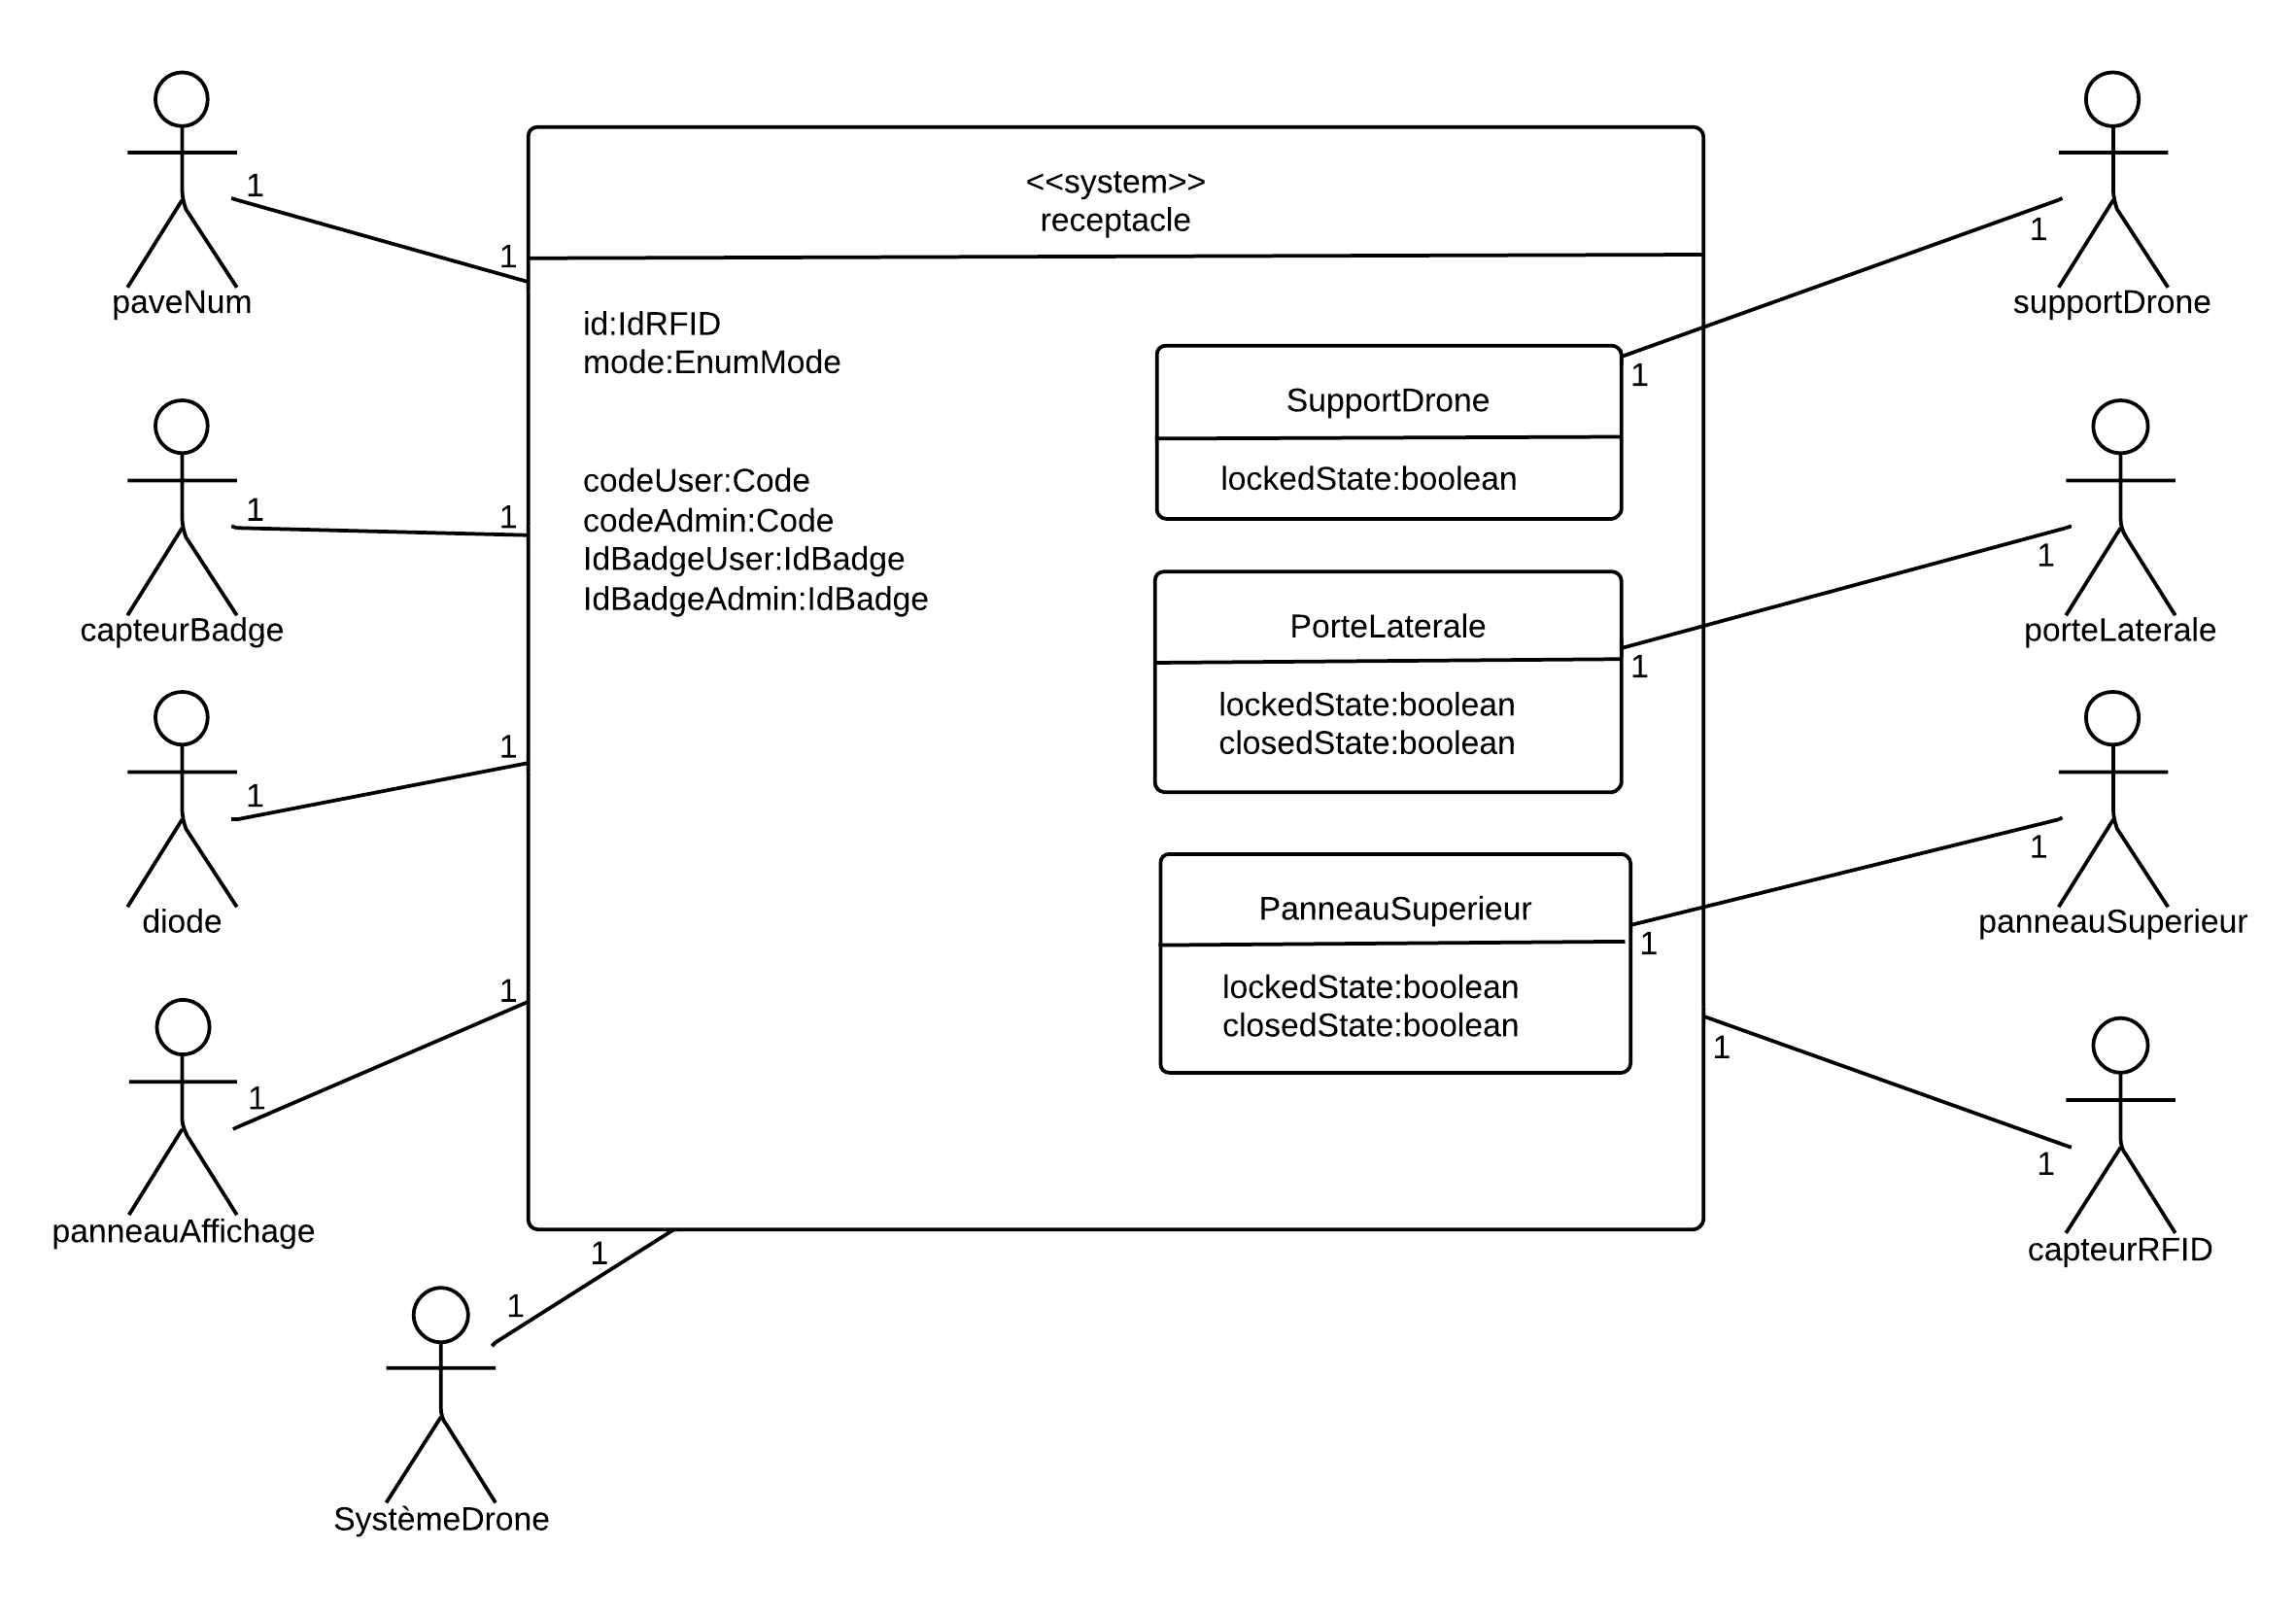 <<system>>
receptacle
id:IdRFID
mode:EnumMode
codeUser:Code
codeAdmin:Code
IdBadgeUser:IdBadge
IdBadgeAdmin:IdBadge
SupportDrone
lockedState:boolean
PorteLaterale
lockedState:boolean
closedState:boolean
PanneauSuperieur
lockedState:boolean
closedState:boolean
paveNum
1
1
capteurBadge
1
1
diode
1
1
panneauAffichage
1
1
SystèmeDrone
1
1
supportDrone
1
1
porteLaterale
1
1
panneauSuperieur
1
1
capteurRFID
1
1